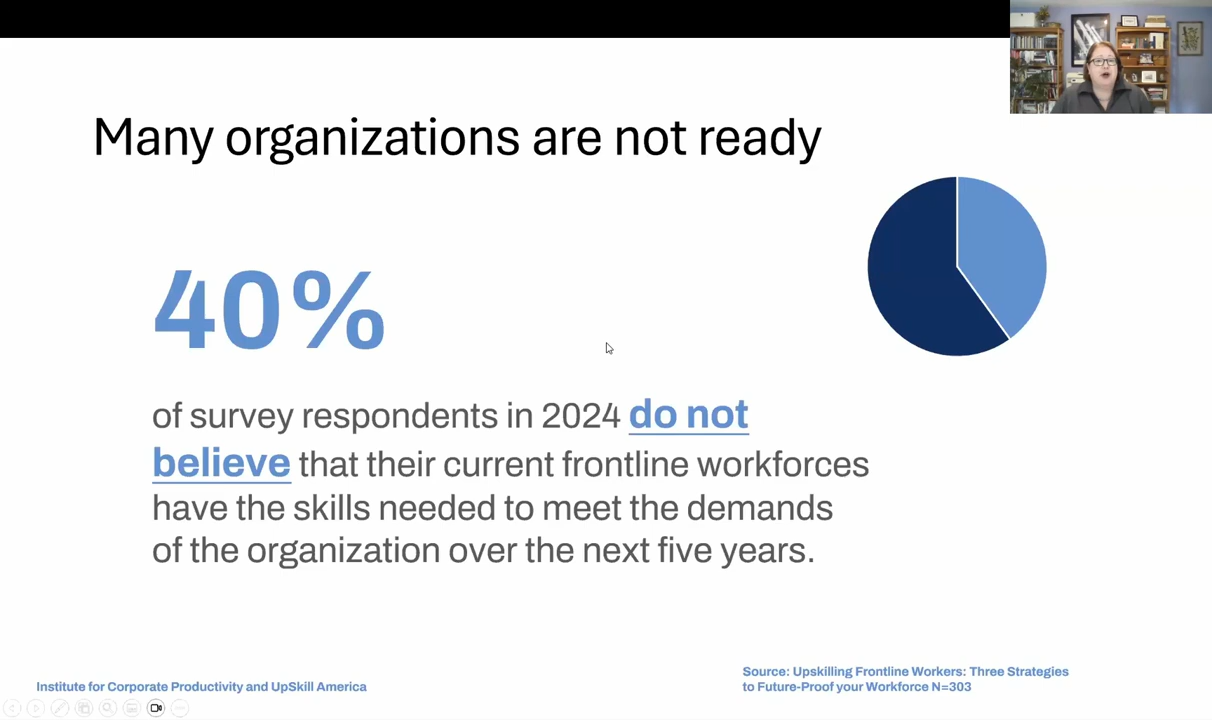 Many organizations are not ready
40%
of survey respondents in 2024 do not
believe that their current frontline workforces
have the skills needed to meet the demands
of the organization over the next five years.
Institute for Corporate Productivity and UpSkill America
Source: Upskilling Frontline Workers: Three Strategies
to Future-Proof your Workforce N=303